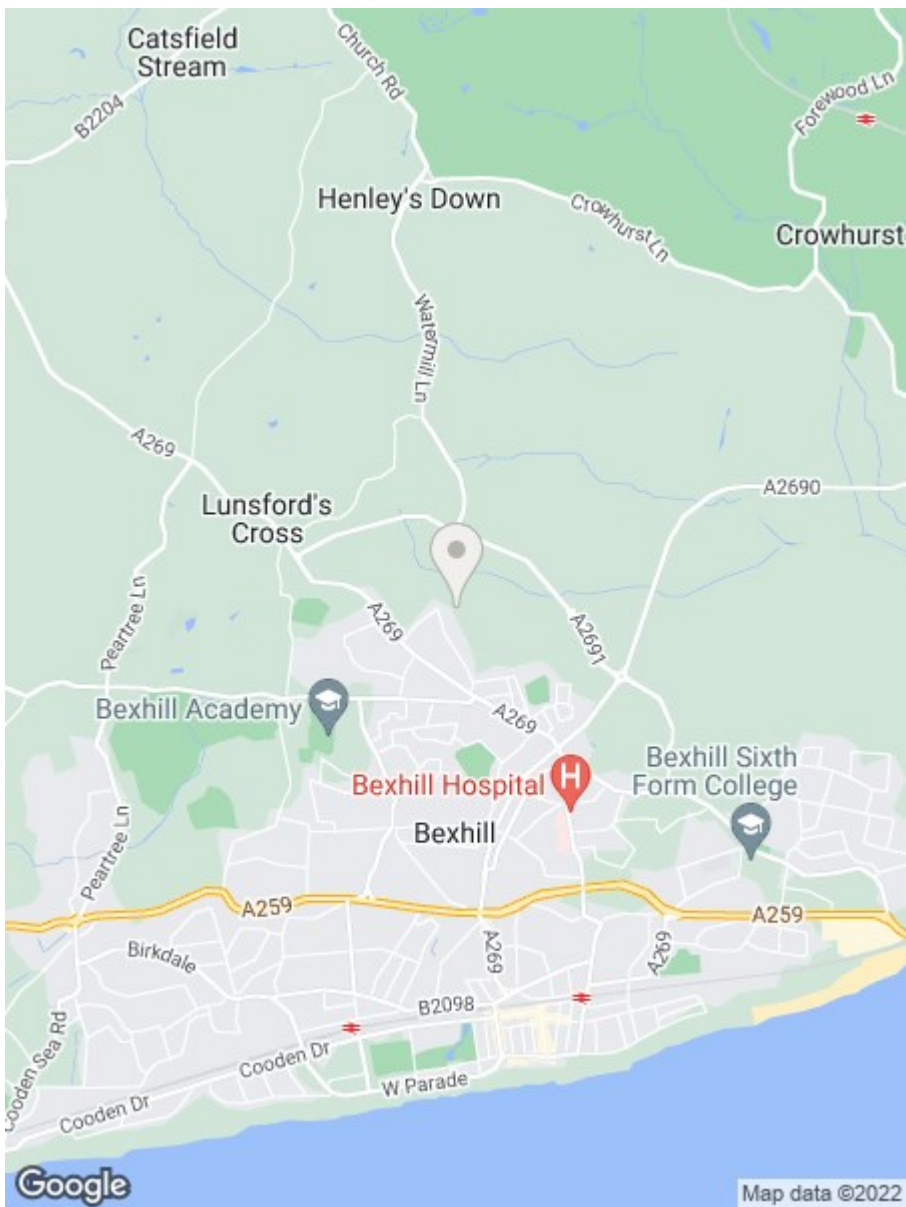 Catsfield
Stream
Church Rd
B2204
Forewood Ln
Henley's Down
Crowhurst Ln
Crowhurst
Watermill Ln
A269
A2690
Lunsford's
Cross
Peartree Ln
A269
A2691
Bexhill Academy
A269
Bexhill Sixth
Form College
Bexhill Hospital
H
Bexhill
Peartree Ln
A259
A259
Birkdale
A269
A269
B2098
Cooden Sea Rd
Cooden Dr
W Parade
Cooden Dr
Google
Map data ©2022